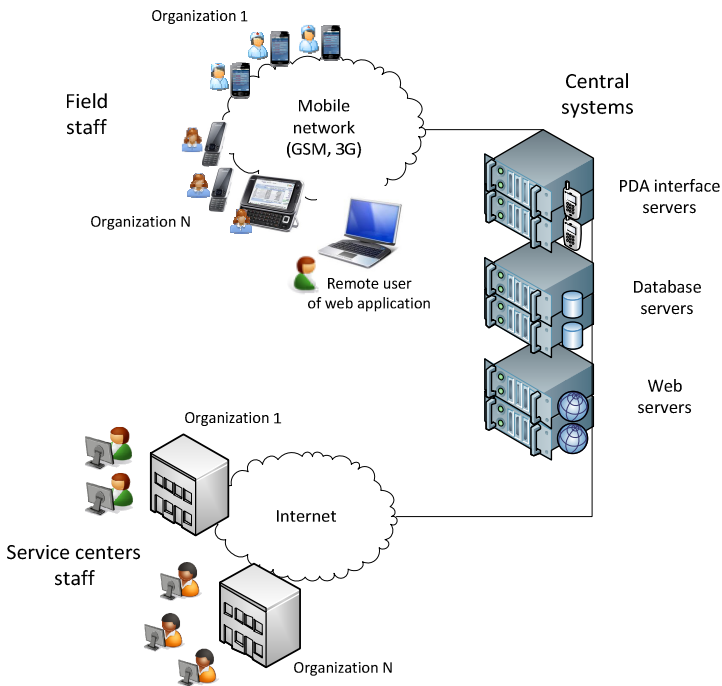 Organization 1
Field
staff
Mobile
network
(GSM, 3G)
Central
systems
PDA interface
servers
Organization N
Remote user
of web application
Database
servers
Web
servers
Organization 1
Internet
Service centers
staff
Organization N